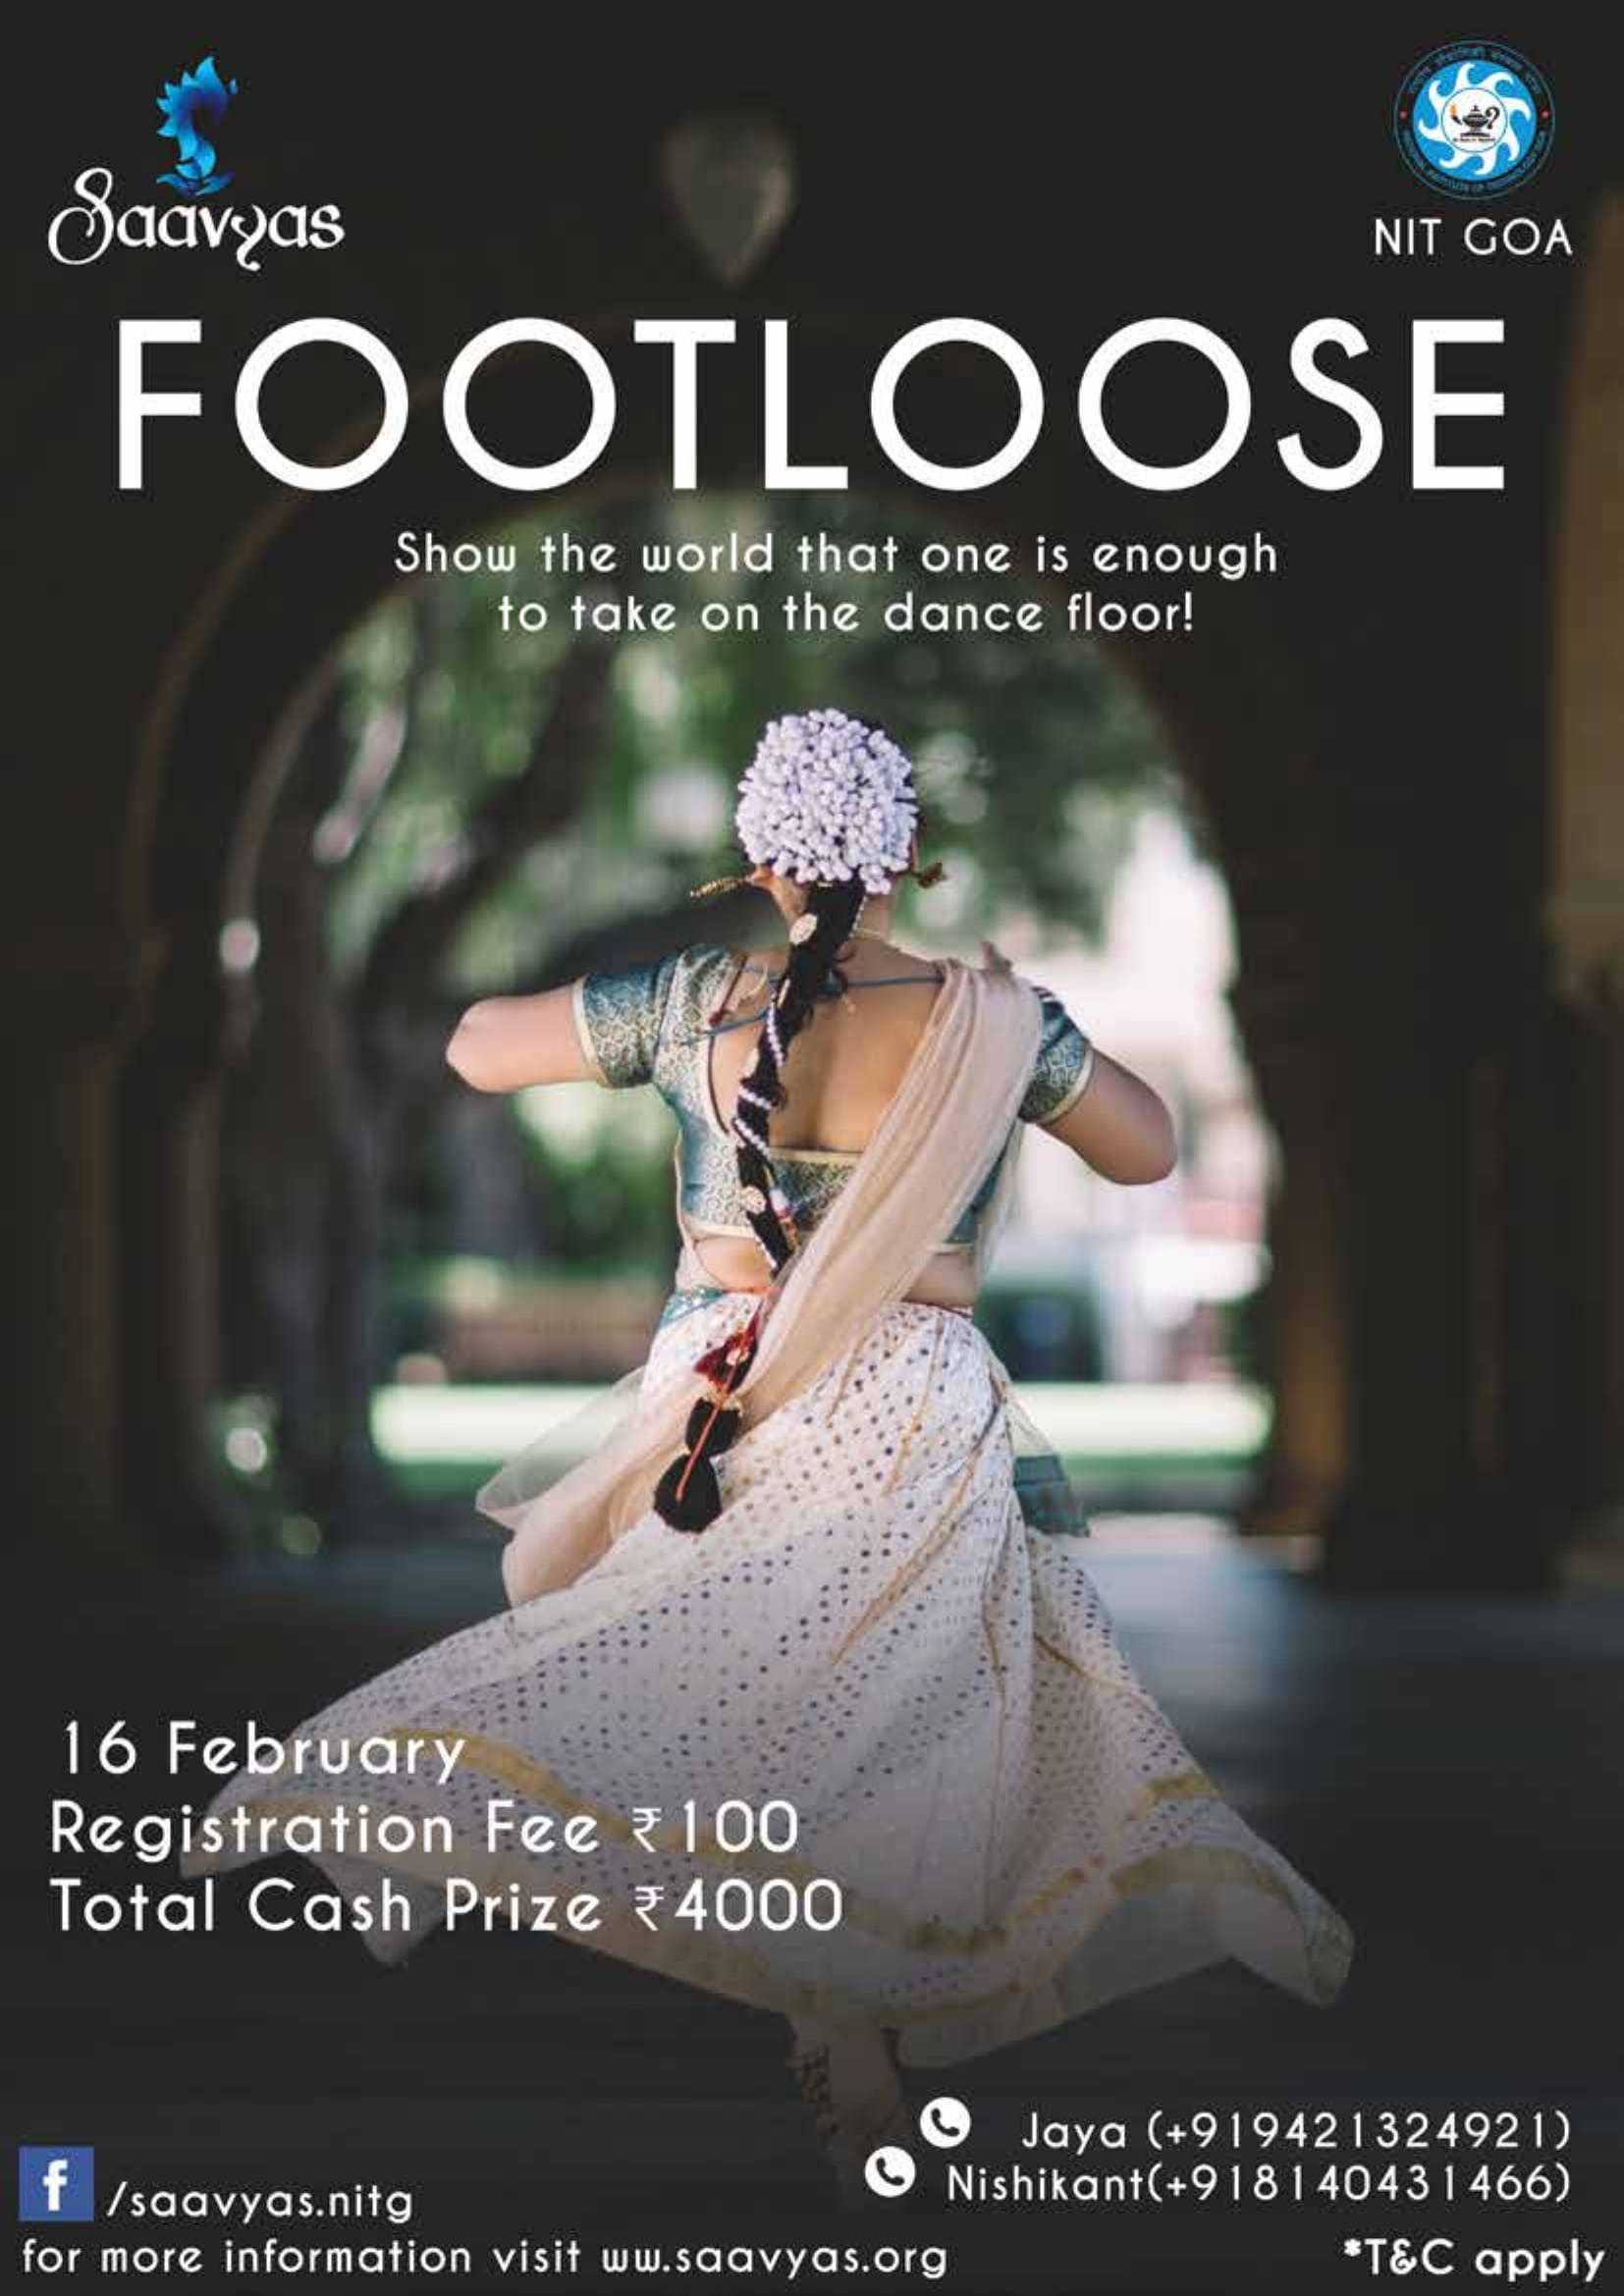 Saavyas
NIT GOA
FOOTLOOSE
Show the world that one is enough
to take on the dance floor!
16 February
Registration Fee ₹100
Total Cash Prize ₹4000
Jaya (+919421324921)
Nishikant(+918140431466)
f /saavyas.nitg
for more information visit ww.saavyas.org
*T&C apply